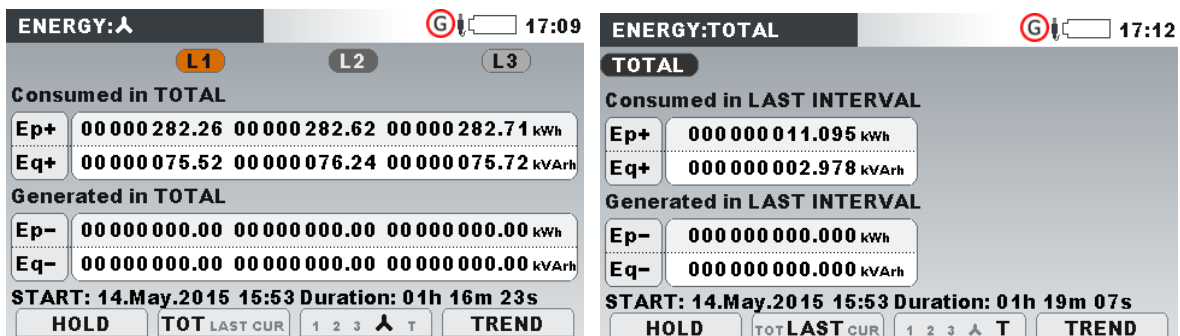 ENERGY: G 17:09
L1 L2 L3
Consumed in TOTAL
Ep+ 00000282.26 00000282.62 00000282.71 kWh
Eq+ 00000075.52 00000076.24 00000075.72 kVArh
Generated in TOTAL
Ep− 00000000.00 00000000.00 00000000.00 kWh
Eq− 00000000.00 00000000.00 00000000.00 kVArh
START: 14.May.2015 15:53 Duration: 01h 16m 23s
HOLD TOT LAST CUR 1 2 3 T TREND
ENERGY:TOTAL G 17:12
TOTAL
Consumed in LAST INTERVAL
Ep+ 000000011.095 kWh
Eq+ 000000002.978 kVArh
Generated in LAST INTERVAL
Ep− 000000000.000 kWh
Eq− 000000000.000 kVArh
START: 14.May.2015 15:53 Duration: 01h 19m 07s
HOLD TOT LAST CUR 1 2 3 T TREND